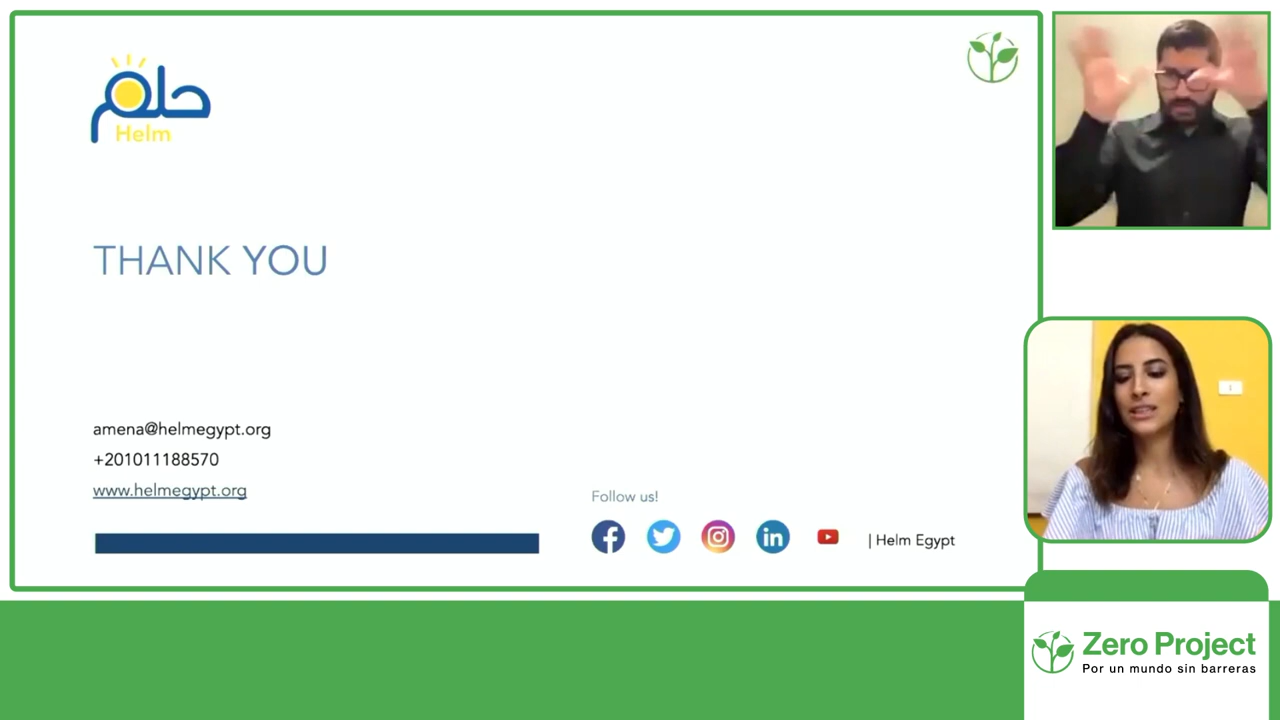 حلم
Helm
THANK YOU
amena@helmegypt.org
+201011188570
www.helmegypt.org
Follow us!
| Helm Egypt
Zero Project
Por un mundo sin barreras